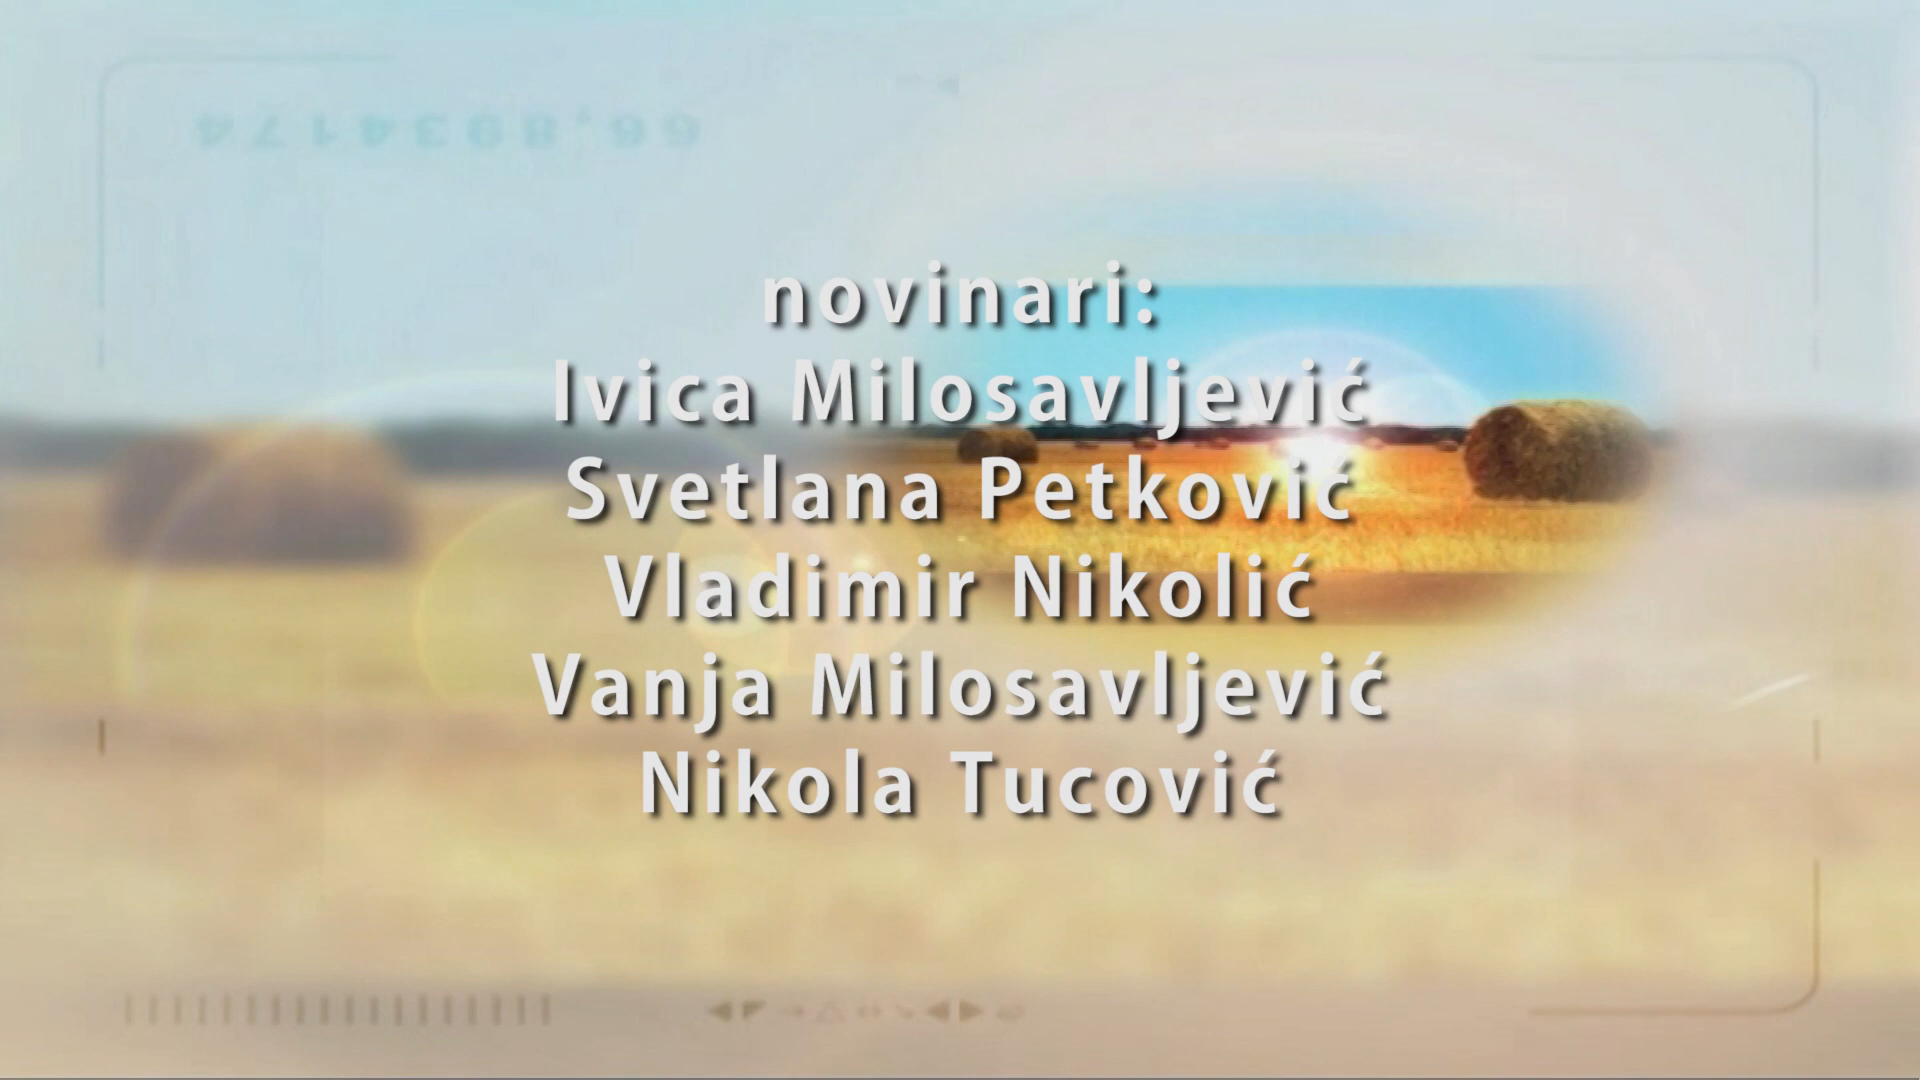 novinari:
Ivica Milosavljević
Svetlana Petković
Vladimir Nikolić
Vanja Milosavljević
Nikola Tucović